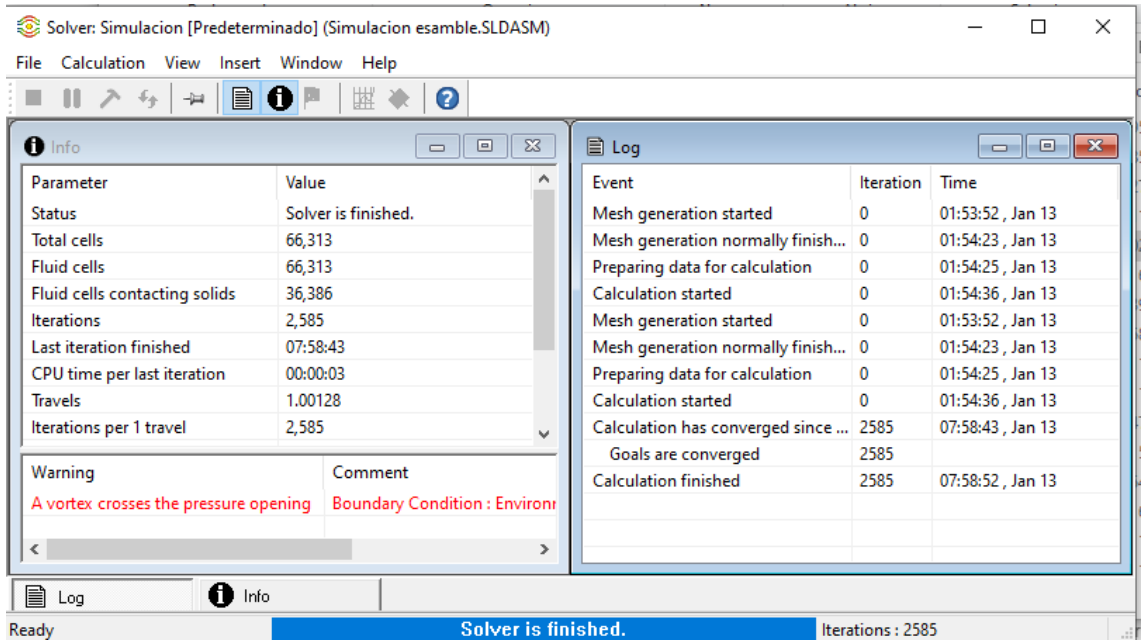 Solver: Simulacion [Predeterminado] (Simulacion esamble.SLDASM)
File Calculation View Insert Window Help
Info
Parameter Value
Status Solver is finished.
Total cells 66,313
Fluid cells 66,313
Fluid cells contacting solids 36,386
Iterations 2,585
Last iteration finished 07:58:43
CPU time per last iteration 00:00:03
Travels 1.00128
Iterations per 1 travel 2,585
Warning Comment
A vortex crosses the pressure opening Boundary Condition : Environm
Log
Event Iteration Time
Mesh generation started 0 01:53:52 , Jan 13
Mesh generation normally finish... 0 01:54:23 , Jan 13
Preparing data for calculation 0 01:54:25 , Jan 13
Calculation started 0 01:54:36 , Jan 13
Mesh generation started 0 01:53:52 , Jan 13
Mesh generation normally finish... 0 01:54:23 , Jan 13
Preparing data for calculation 0 01:54:25 , Jan 13
Calculation started 0 01:54:36 , Jan 13
Calculation has converged since ... 2585 07:58:43 , Jan 13
Goals are converged 2585
Calculation finished 2585 07:58:52 , Jan 13
Log Info
Ready Solver is finished. Iterations : 2585